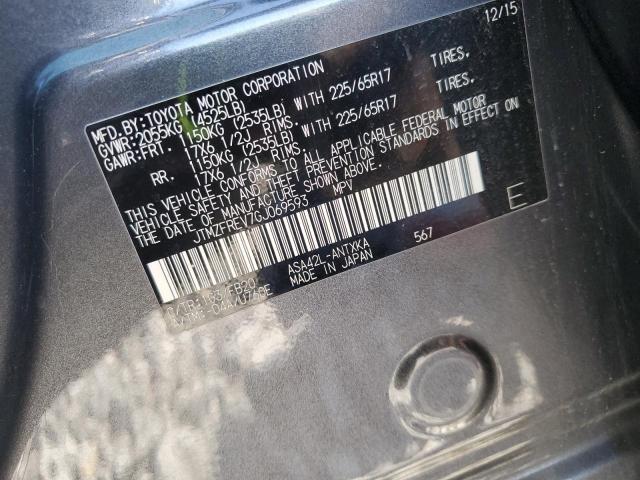 12/15
MFD.BY:TOYOTA MOTOR CORPORATION
GVWR:2055KG (4525LB)
GAWR:FRT. 1150KG (2535LB) WITH 225/65R17 TIRES.
17X6 1/2J RIMS,
RR. 1150KG (2535LB) WITH 225/65R17 TIRES.
17X6 1/2J RIMS,
THIS VEHICLE CONFORMS TO ALL APPLICABLE FEDERAL MOTOR
VEHICLE SAFETY AND THEFT PREVENTION STANDARDS IN EFFECT ON
THE DATE OF MANUFACTURE SHOWN ABOVE.
JTMZFREV7GJ069593 MPV
E
C/TR:1G3/FB20
ASA42L-ANTXKA
MADE IN JAPAN
567